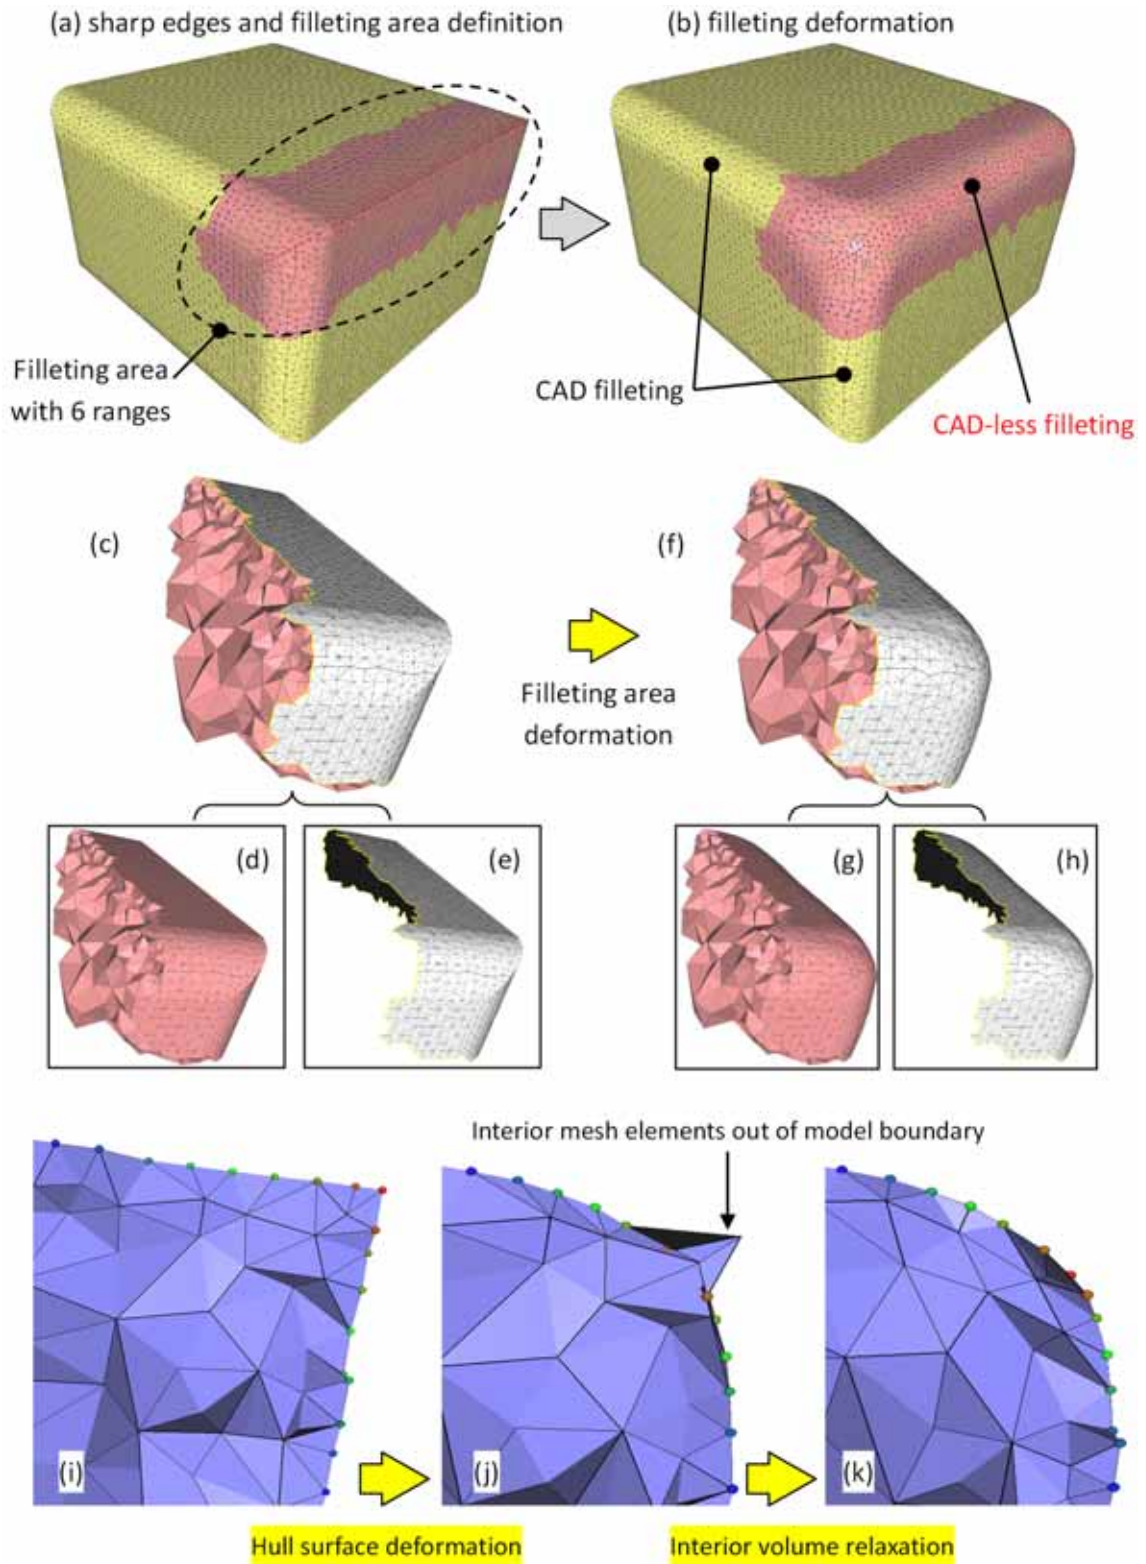 (a) sharp edges and filleting area definition
(b) filleting deformation
Filleting area
with 6 ranges
CAD filleting
CAD-less filleting
(c)
(f)
Filleting area
deformation
(d)
(e)
(g)
(h)
Interior mesh elements out of model boundary
(i)
(j)
(k)
Hull surface deformation
Interior volume relaxation